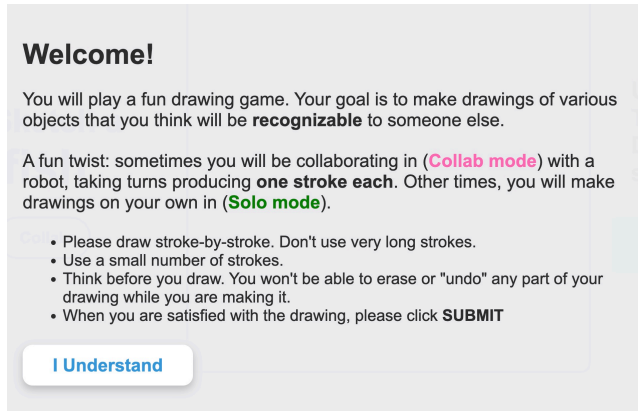 Welcome!
You will play a fun drawing game. Your goal is to make drawings of various
objects that you think will be recognizable to someone else.
A fun twist: sometimes you will be collaborating in (Collab mode) with a
robot, taking turns producing one stroke each. Other times, you will make
drawings on your own in (Solo mode).
• Please draw stroke-by-stroke. Don't use very long strokes.
• Use a small number of strokes.
• Think before you draw. You won't be able to erase or "undo" any part of your
drawing while you are making it.
• When you are satisfied with the drawing, please click SUBMIT
I Understand